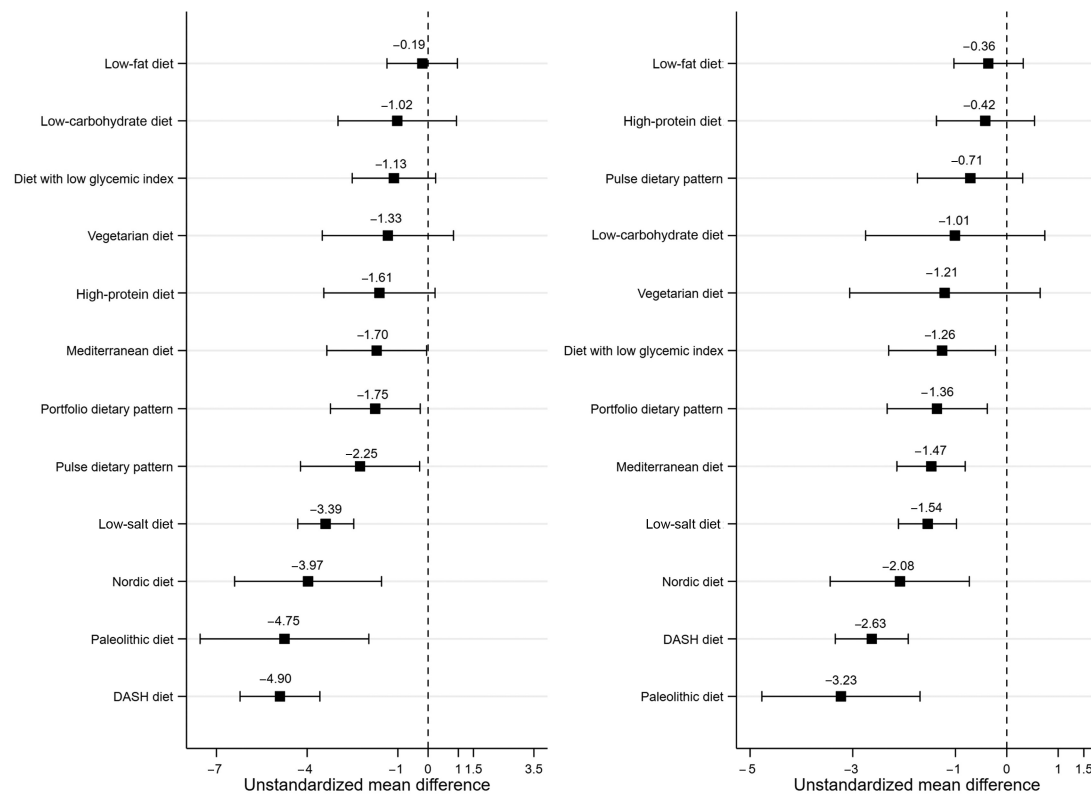 −0.19
Low-fat diet
−1.02
Low-carbohydrate diet
−1.13
Diet with low glycemic index
−1.33
Vegetarian diet
−1.61
High-protein diet
−1.70
Mediterranean diet
−1.75
Portfolio dietary pattern
−2.25
Pulse dietary pattern
−3.39
Low-salt diet
−3.97
Nordic diet
−4.75
Paleolithic diet
−4.90
DASH diet
−7 −4 −1 0 1 1.5 3.5
Unstandardized mean difference
−0.36
Low-fat diet
−0.42
High-protein diet
−0.71
Pulse dietary pattern
−1.01
Low-carbohydrate diet
−1.21
Vegetarian diet
−1.26
Diet with low glycemic index
−1.36
Portfolio dietary pattern
−1.47
Mediterranean diet
−1.54
Low-salt diet
−2.08
Nordic diet
−2.63
DASH diet
−3.23
Paleolithic diet
−5 −3 −1 0 1 1.5
Unstandardized mean difference